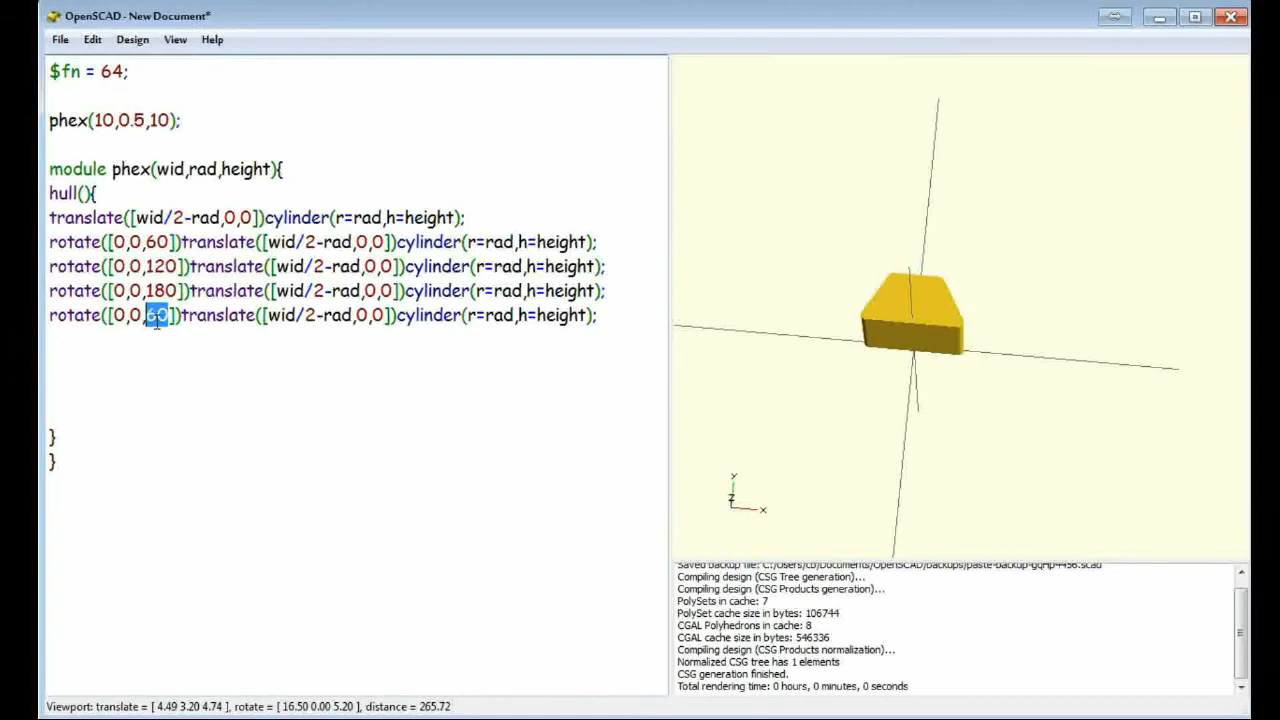 OpenSCAD - New Document*
File Edit Design View Help
$fn = 64;
phex(10,0.5,10);
module phex(wid,rad,height){
hull(){
translate([wid/2-rad,0,0])cylinder(r=rad,h=height);
rotate([0,0,60])translate([wid/2-rad,0,0])cylinder(r=rad,h=height);
rotate([0,0,120])translate([wid/2-rad,0,0])cylinder(r=rad,h=height);
rotate([0,0,180])translate([wid/2-rad,0,0])cylinder(r=rad,h=height);
rotate([0,0,60])translate([wid/2-rad,0,0])cylinder(r=rad,h=height);
}
}
Y
Z
X
Saved backup file: C:/Users/cb/Documents/OpenSCAD/backups/
Compiling design (CSG Tree generation)...
Compiling design (CSG Products generation)...
PolySets in cache: 7
PolySet cache size in bytes: 106744
CGAL Polyhedrons in cache: 8
CGAL cache size in bytes: 546336
Compiling design (CSG Products normalization)...
Normalized CSG tree has 1 elements
CSG generation finished.
Total rendering time: 0 hours, 0 minutes, 0 seconds
Viewport: translate = [ 4.49 3.20 4.74 ], rotate = [ 16.50 0.00 5.20 ], distance = 265.72